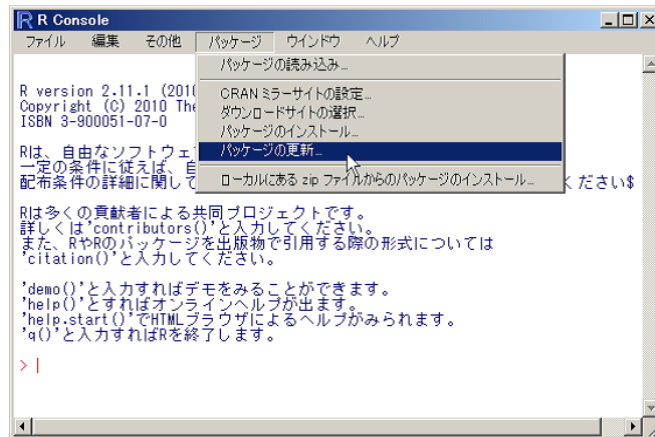 R Console
ファイル 編集 その他 パッケージ ウインドウ ヘルプ
パッケージの読み込み...
CRAN ミラーサイトの設定...
ダウンロードサイトの選択...
パッケージのインストール...
パッケージの更新...
ローカルにある zip ファイルからのパッケージのインストール...
R version 2.11.1 (2010
Copyright (C) 2010 The
ISBN 3-900051-07-0
Rは、自由なソフトウェ
一定の条件に従えば、自
配布条件の詳細に関して ください$
Rは多くの貢献者による共同プロジェクトです。
詳しくは'contributors()'と入力してください。
また、RやRのパッケージを出版物で引用する際の形式については
'citation()'と入力してください。
'demo()'と入力すればデモをみることができます。
'help()'とすればオンラインヘルプが出ます。
'help.start()'でHTMLブラウザによるヘルプがみられます。
'q()'と入力すればRを終了します。
>